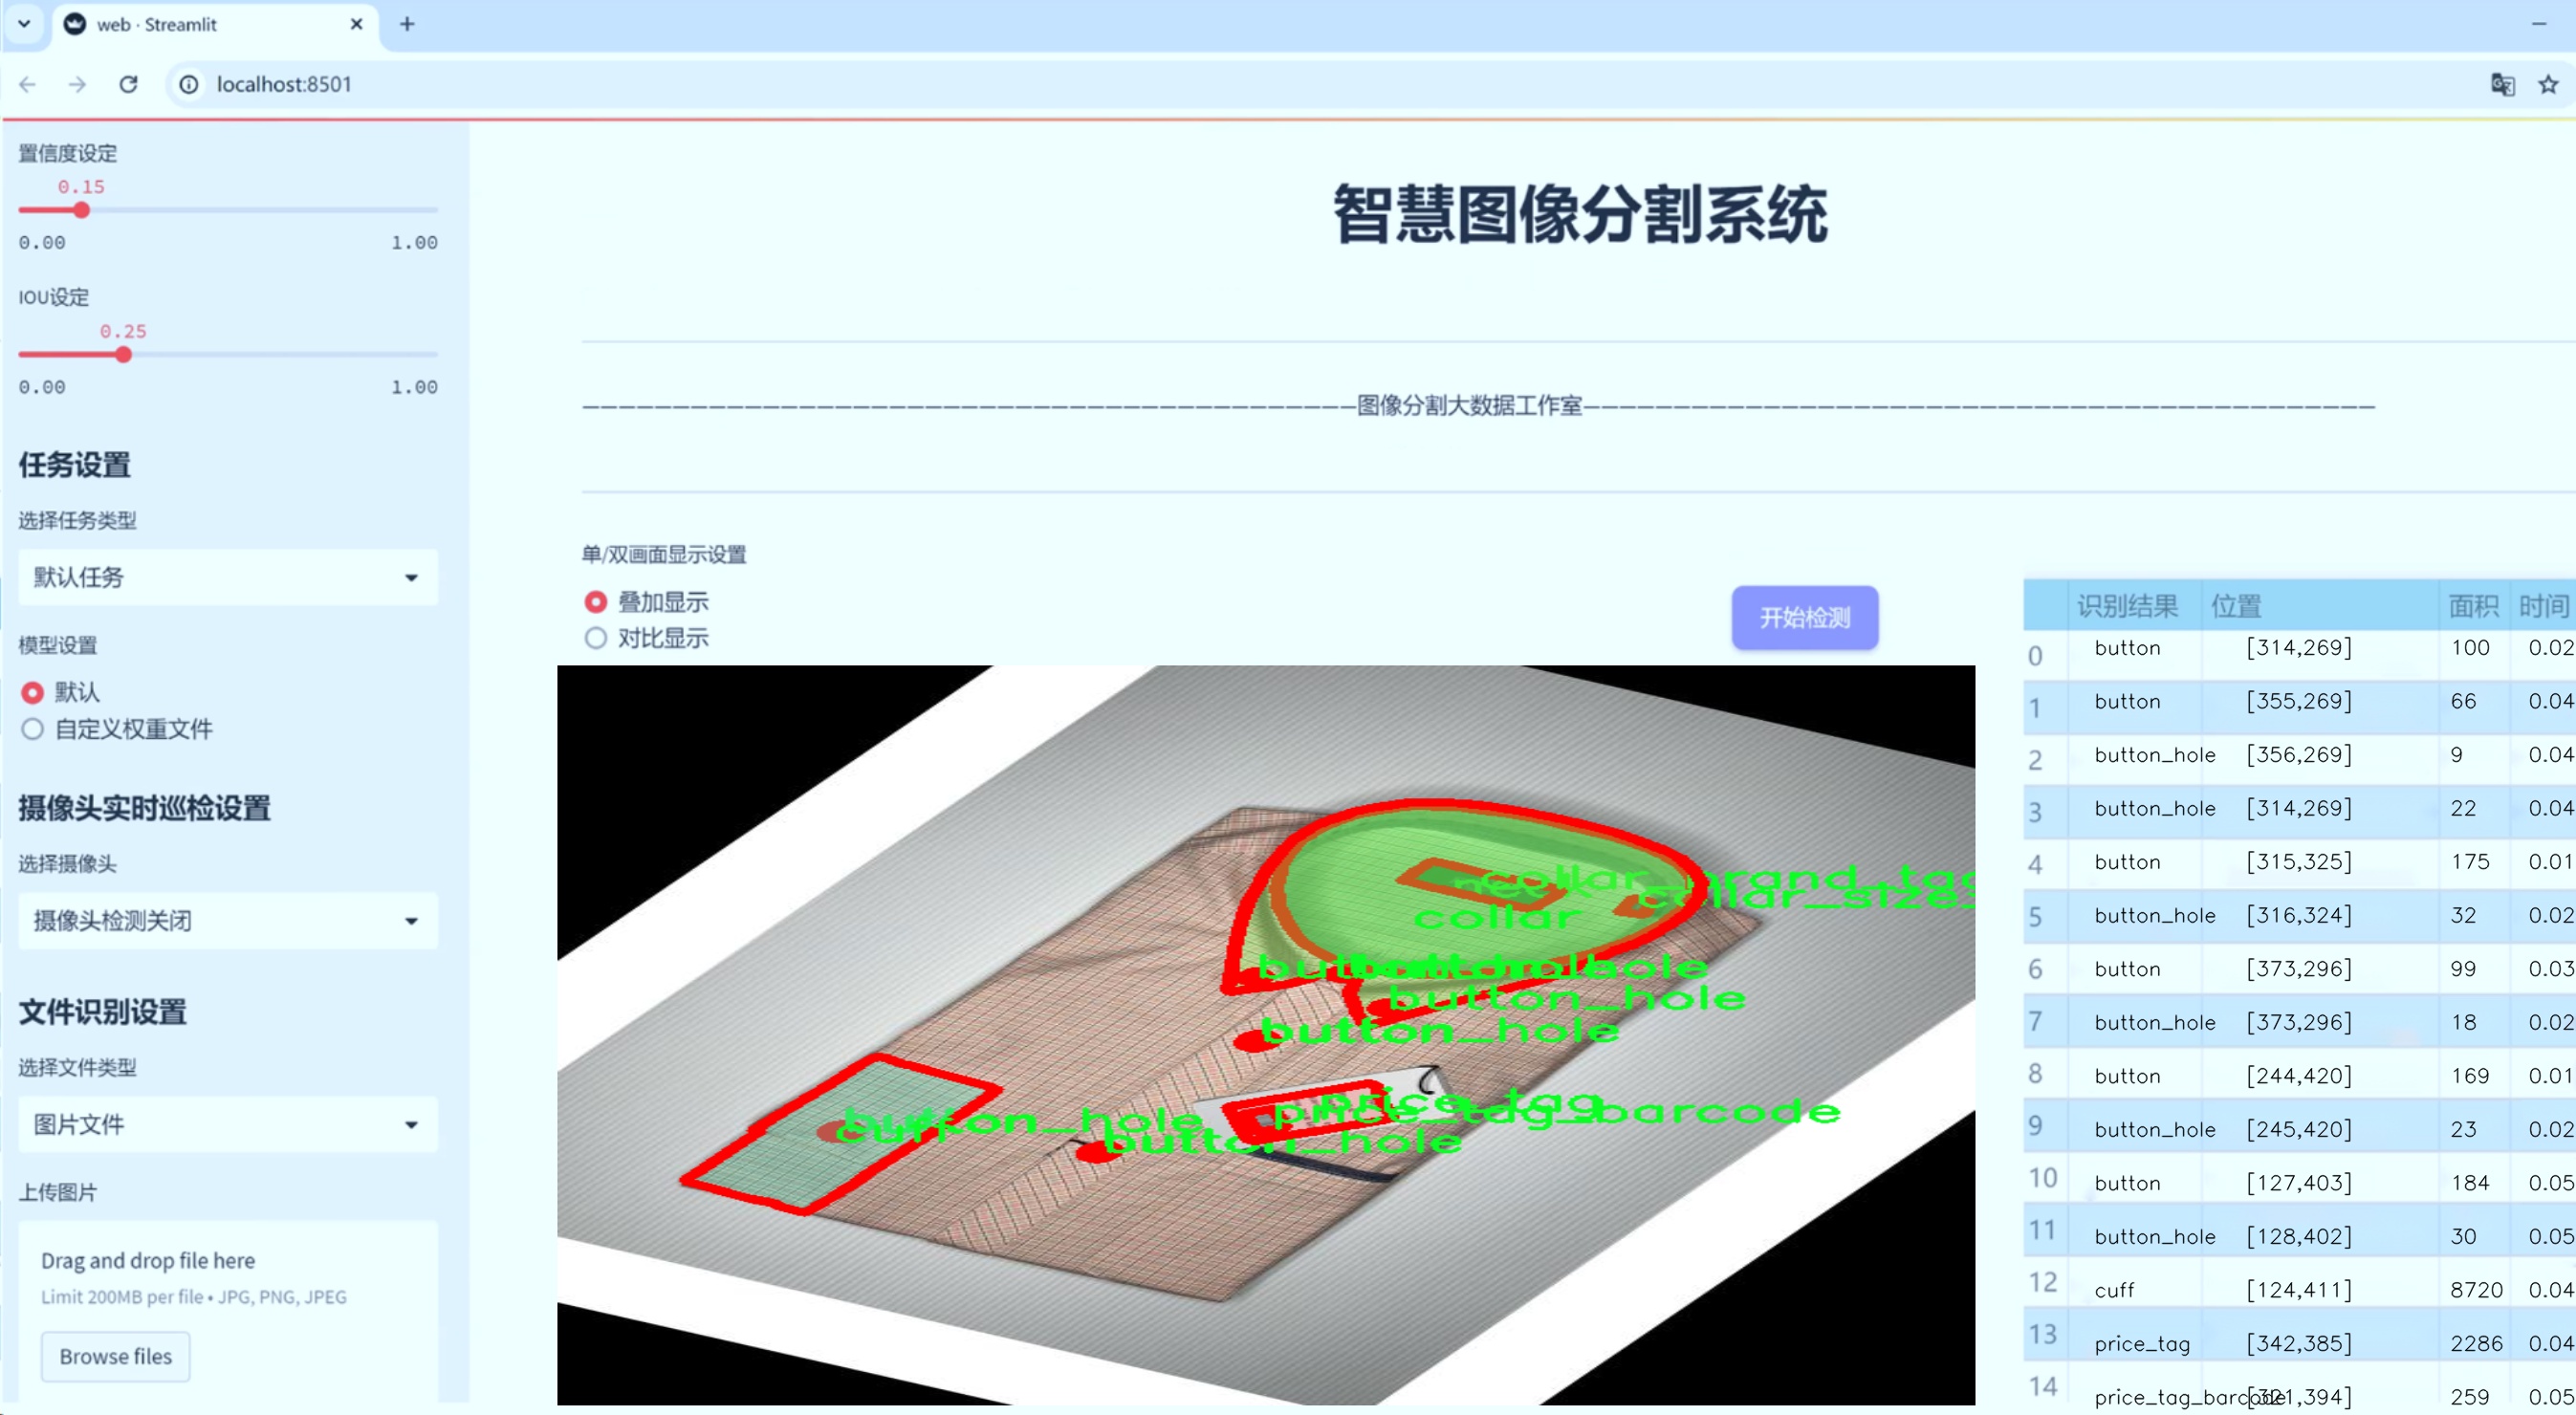 web · Streamlit
localhost:8501
置信度设定
0.15
0.00 1.00
IOU设定
0.25
0.00 1.00
任务设置
选择任务类型
默认任务
模型设置
默认
自定义权重文件
摄像头实时巡检设置
选择摄像头
摄像头检测关闭
文件识别设置
选择文件类型
图片文件
上传图片
Drag and drop file here
Limit 200MB per file • JPG, PNG, JPEG
Browse files
智慧图像分割系统
图像分割大数据工作室
单/双画面显示设置
叠加显示
对比显示
开始检测
collar
button_hole
button_hole
price_tag
price_tag_barcode
button_hole
cuff
button_hole
识别结果 位置 面积 时间
0 button [314,269] 100 0.02
1 button [355,269] 66 0.04
2 button_hole [356,269] 9 0.04
3 button_hole [314,269] 22 0.04
4 button [315,325] 175 0.01
5 button_hole [316,324] 32 0.02
6 button [373,296] 99 0.03
7 button_hole [373,296] 18 0.02
8 button [244,420] 169 0.01
9 button_hole [245,420] 23 0.02
10 button [127,403] 184 0.05
11 button_hole [128,402] 30 0.05
12 cuff [124,411] 8720 0.04
13 price_tag [342,385] 2286 0.04
14 price_tag_barcode [321,394] 259 0.05